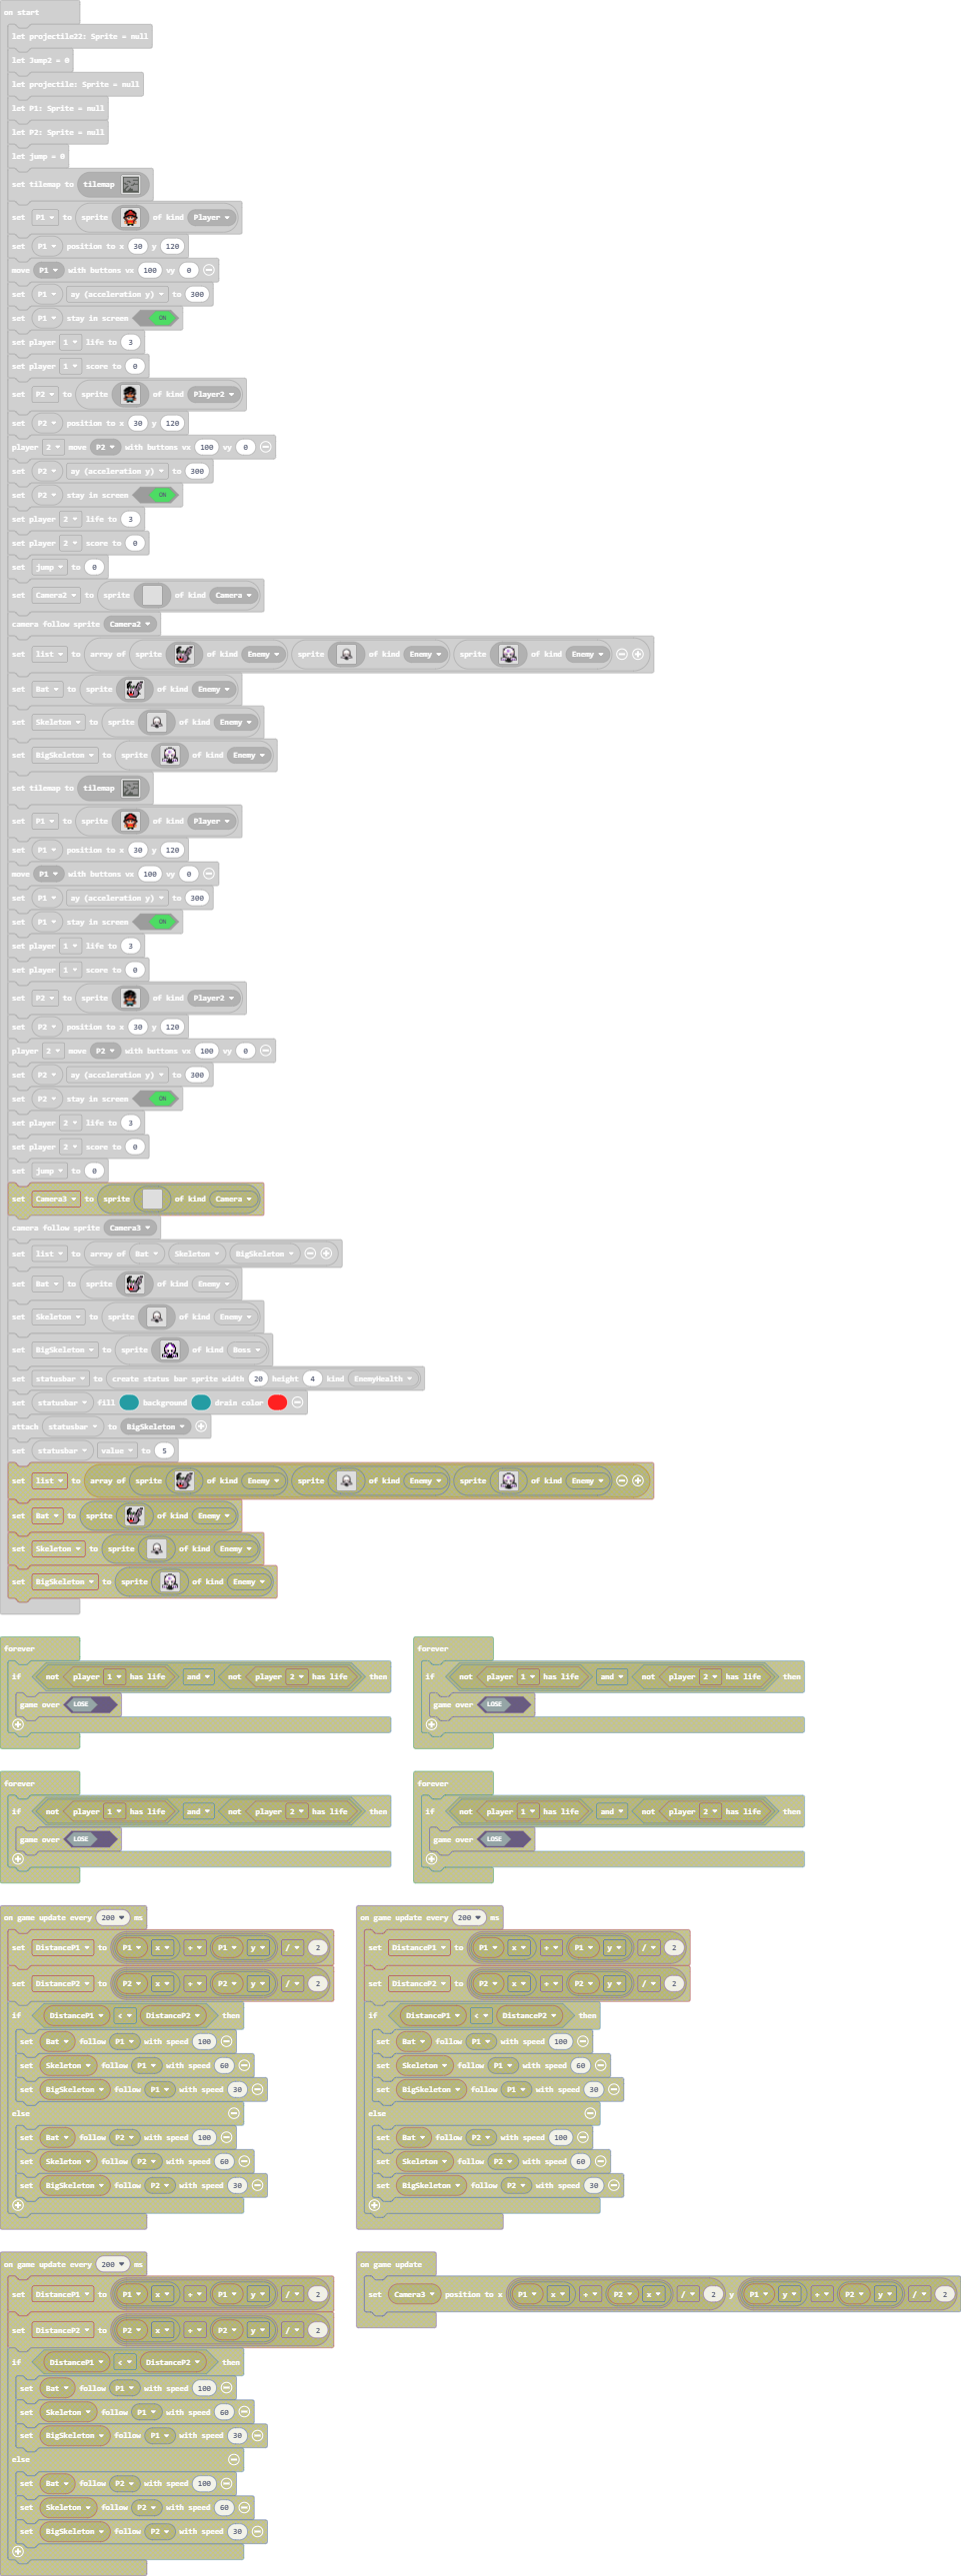 on start
let projectile22: Sprite = null
let Jump2 = 0
let projectile: Sprite = null
let P1: Sprite = null
let P2: Sprite = null
let jump = 0
set tilemap to tilemap
set P1 to sprite of kind Player
set P1 position to x 30 y 120
move P1 with buttons vx 100 vy 0
set P1 ay (acceleration y) to 300
set P1 stay in screen ON
set player 1 life to 3
set player 1 score to 0
set P2 to sprite of kind Player2
set P2 position to x 30 y 120
player 2 move P2 with buttons vx 100 vy 0
set P2 ay (acceleration y) to 300
set P2 stay in screen ON
set player 2 life to 3
set player 2 score to 0
set jump to 0
set Camera2 to sprite of kind Camera
camera follow sprite Camera2
set list to array of sprite of kind Enemy sprite of kind Enemy sprite of kind Enemy
set Bat to sprite of kind Enemy
set Skeleton to sprite of kind Enemy
set BigSkeleton to sprite of kind Enemy
set tilemap to tilemap
set P1 to sprite of kind Player
set P1 position to x 30 y 120
move P1 with buttons vx 100 vy 0
set P1 ay (acceleration y) to 300
set P1 stay in screen ON
set player 1 life to 3
set player 1 score to 0
set P2 to sprite of kind Player2
set P2 position to x 30 y 120
player 2 move P2 with buttons vx 100 vy 0
set P2 ay (acceleration y) to 300
set P2 stay in screen ON
set player 2 life to 3
set player 2 score to 0
set jump to 0
set Camera3 to sprite of kind Camera
camera follow sprite Camera3
set list to array of Bat Skeleton BigSkeleton
set Bat to sprite of kind Enemy
set Skeleton to sprite of kind Enemy
set BigSkeleton to sprite of kind Boss
set statusbar to create status bar sprite width 20 height 4 kind EnemyHealth
set statusbar fill background drain color
attach statusbar to BigSkeleton
set statusbar value to 5
set list to array of sprite of kind Enemy sprite of kind Enemy sprite of kind Enemy
set Bat to sprite of kind Enemy
set Skeleton to sprite of kind Enemy
set BigSkeleton to sprite of kind Enemy
forever
if not player 1 has life and not player 2 has life then
game over LOSE
forever
if not player 1 has life and not player 2 has life then
game over LOSE
forever
if not player 1 has life and not player 2 has life then
game over LOSE
forever
if not player 1 has life and not player 2 has life then
game over LOSE
on game update every 200 ms
set DistanceP1 to P1 x + P1 y / 2
set DistanceP2 to P2 x + P2 y / 2
if DistanceP1 < DistanceP2 then
set Bat follow P1 with speed 100
set Skeleton follow P1 with speed 60
set BigSkeleton follow P1 with speed 30
else
set Bat follow P2 with speed 100
set Skeleton follow P2 with speed 60
set BigSkeleton follow P2 with speed 30
on game update every 200 ms
set DistanceP1 to P1 x + P1 y / 2
set DistanceP2 to P2 x + P2 y / 2
if DistanceP1 < DistanceP2 then
set Bat follow P1 with speed 100
set Skeleton follow P1 with speed 60
set BigSkeleton follow P1 with speed 30
else
set Bat follow P2 with speed 100
set Skeleton follow P2 with speed 60
set BigSkeleton follow P2 with speed 30
on game update every 200 ms
set DistanceP1 to P1 x + P1 y / 2
set DistanceP2 to P2 x + P2 y / 2
if DistanceP1 < DistanceP2 then
set Bat follow P1 with speed 100
set Skeleton follow P1 with speed 60
set BigSkeleton follow P1 with speed 30
else
set Bat follow P2 with speed 100
set Skeleton follow P2 with speed 60
set BigSkeleton follow P2 with speed 30
on game update
set Camera3 position to x P1 x + P2 x / 2 y P1 y + P2 y / 2